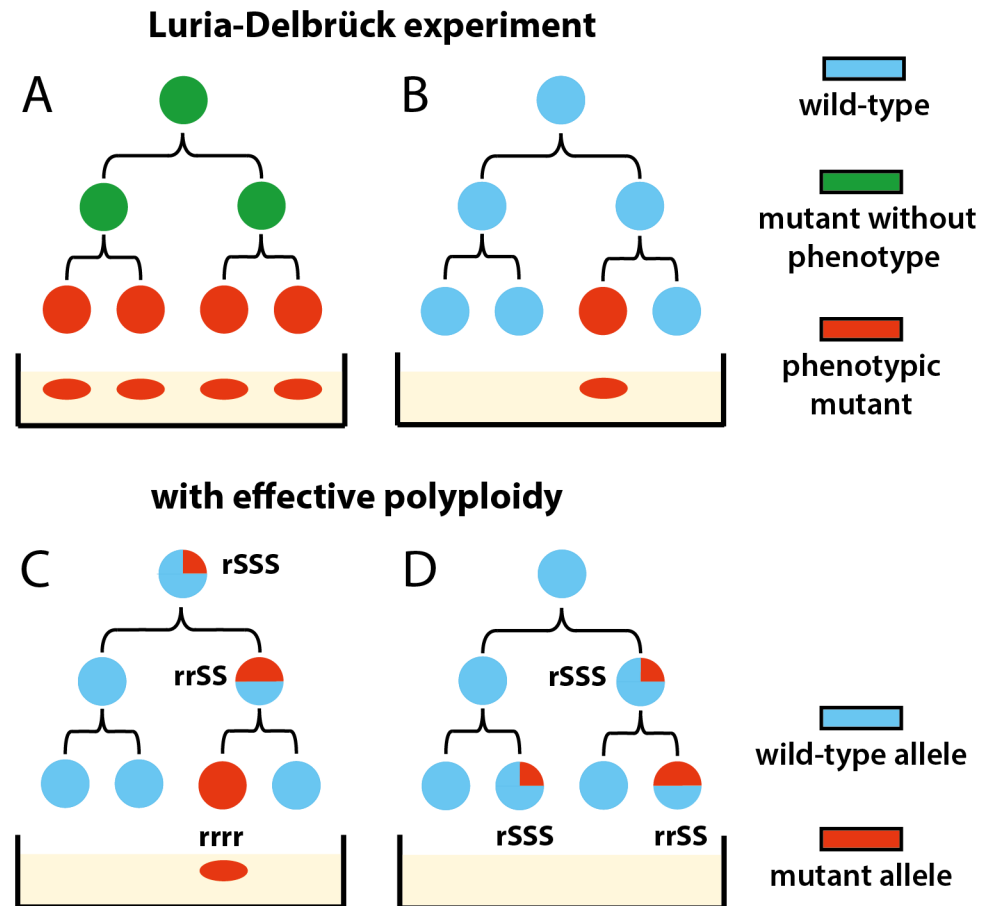 Luria-Delbrück experiment
A
B
wild-type
mutant without
phenotype
phenotypic
mutant
with effective polyploidy
C
rSSS
D
rrSS
rSSS
wild-type allele
rrrr
rSSS
rrSS
mutant allele